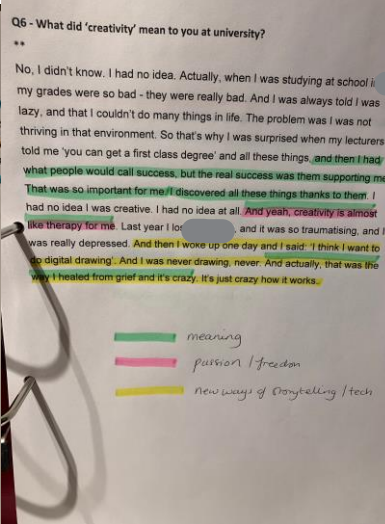 Q6 - What did ‘creativity’ mean to you at university?
**
No, I didn’t know. I had no idea. Actually, when I was studying at school i
my grades were so bad - they were really bad. And I was always told I was
lazy, and that I couldn’t do many things in life. The problem was I was not
thriving in that environment. So that’s why I was surprised when my lecturers
told me ‘you can get a first class degree’ and all these things, and then I had
what people would call success, but the real success was them supporting me
That was so important for me. I discovered all these things thanks to them. I
had no idea I was creative. I had no idea at all. And yeah, creativity is almost
like therapy for me. Last year I los , and it was so traumatising, and I
was really depressed. And then I woke up one day and I said: ‘I think I want to
do digital drawing’. And I was never drawing, never. And actually, that was the
way I healed from grief and it’s crazy. It’s just crazy how it works..
meaning
passion / freedom
new ways of storytelling / tech